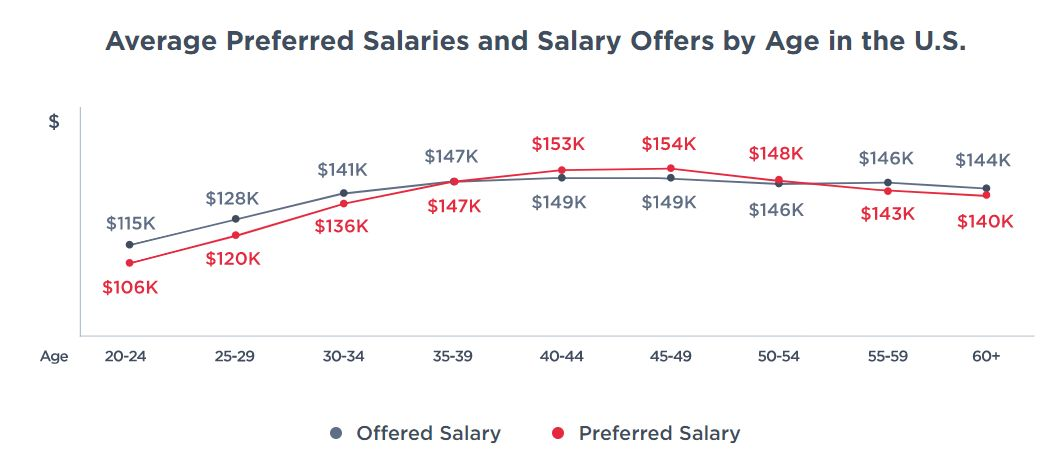 Average Preferred Salaries and Salary Offers by Age in the U.S.
$
$115K
$128K
$141K
$147K
$153K
$154K
$148K
$146K
$144K
$106K
$120K
$136K
$147K
$149K
$149K
$146K
$143K
$140K
Age 20-24 25-29 30-34 35-39 40-44 45-49 50-54 55-59 60+
Offered Salary Preferred Salary